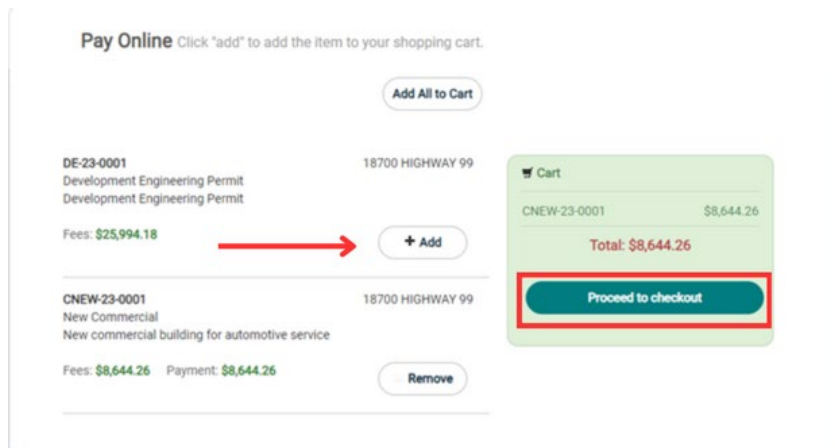 Pay Online Click "add" to add the item to your shopping cart.
Add All to Cart
DE-23-0001 18700 HIGHWAY 99
Development Engineering Permit
Development Engineering Permit
Fees: $25,994.18
+ Add
CNEW-23-0001 18700 HIGHWAY 99
New Commercial
New commercial building for automotive service
Fees: $8,644.26 Payment: $8,644.26
Remove
Cart
CNEW-23-0001 $8,644.26
Total: $8,644.26
Proceed to checkout